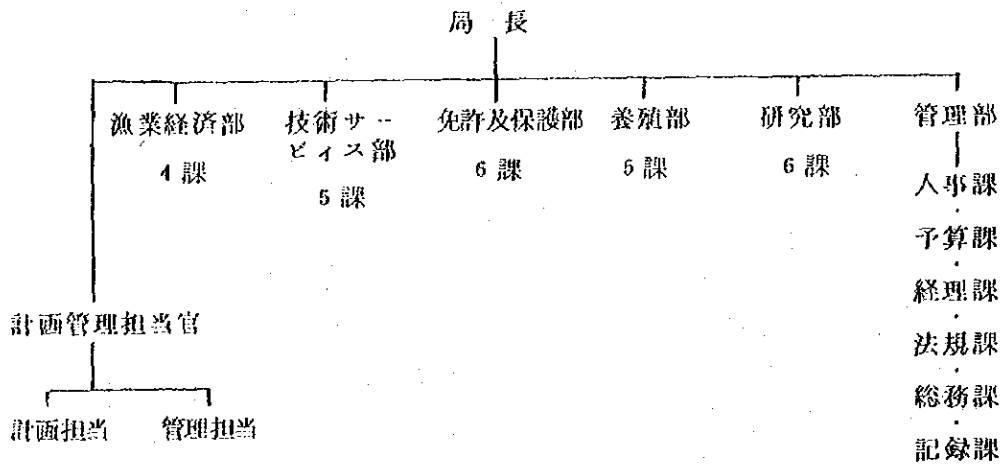 局 長
漁業経済部
4 課
技術サー
ビィス部
5 課
免許及保護部
6 課
養殖部
5 課
研究部
6 課
管理部
人事課
予算課
経理課
法規課
総務課
記録課
計画管理担当官
計画担当
管理担当